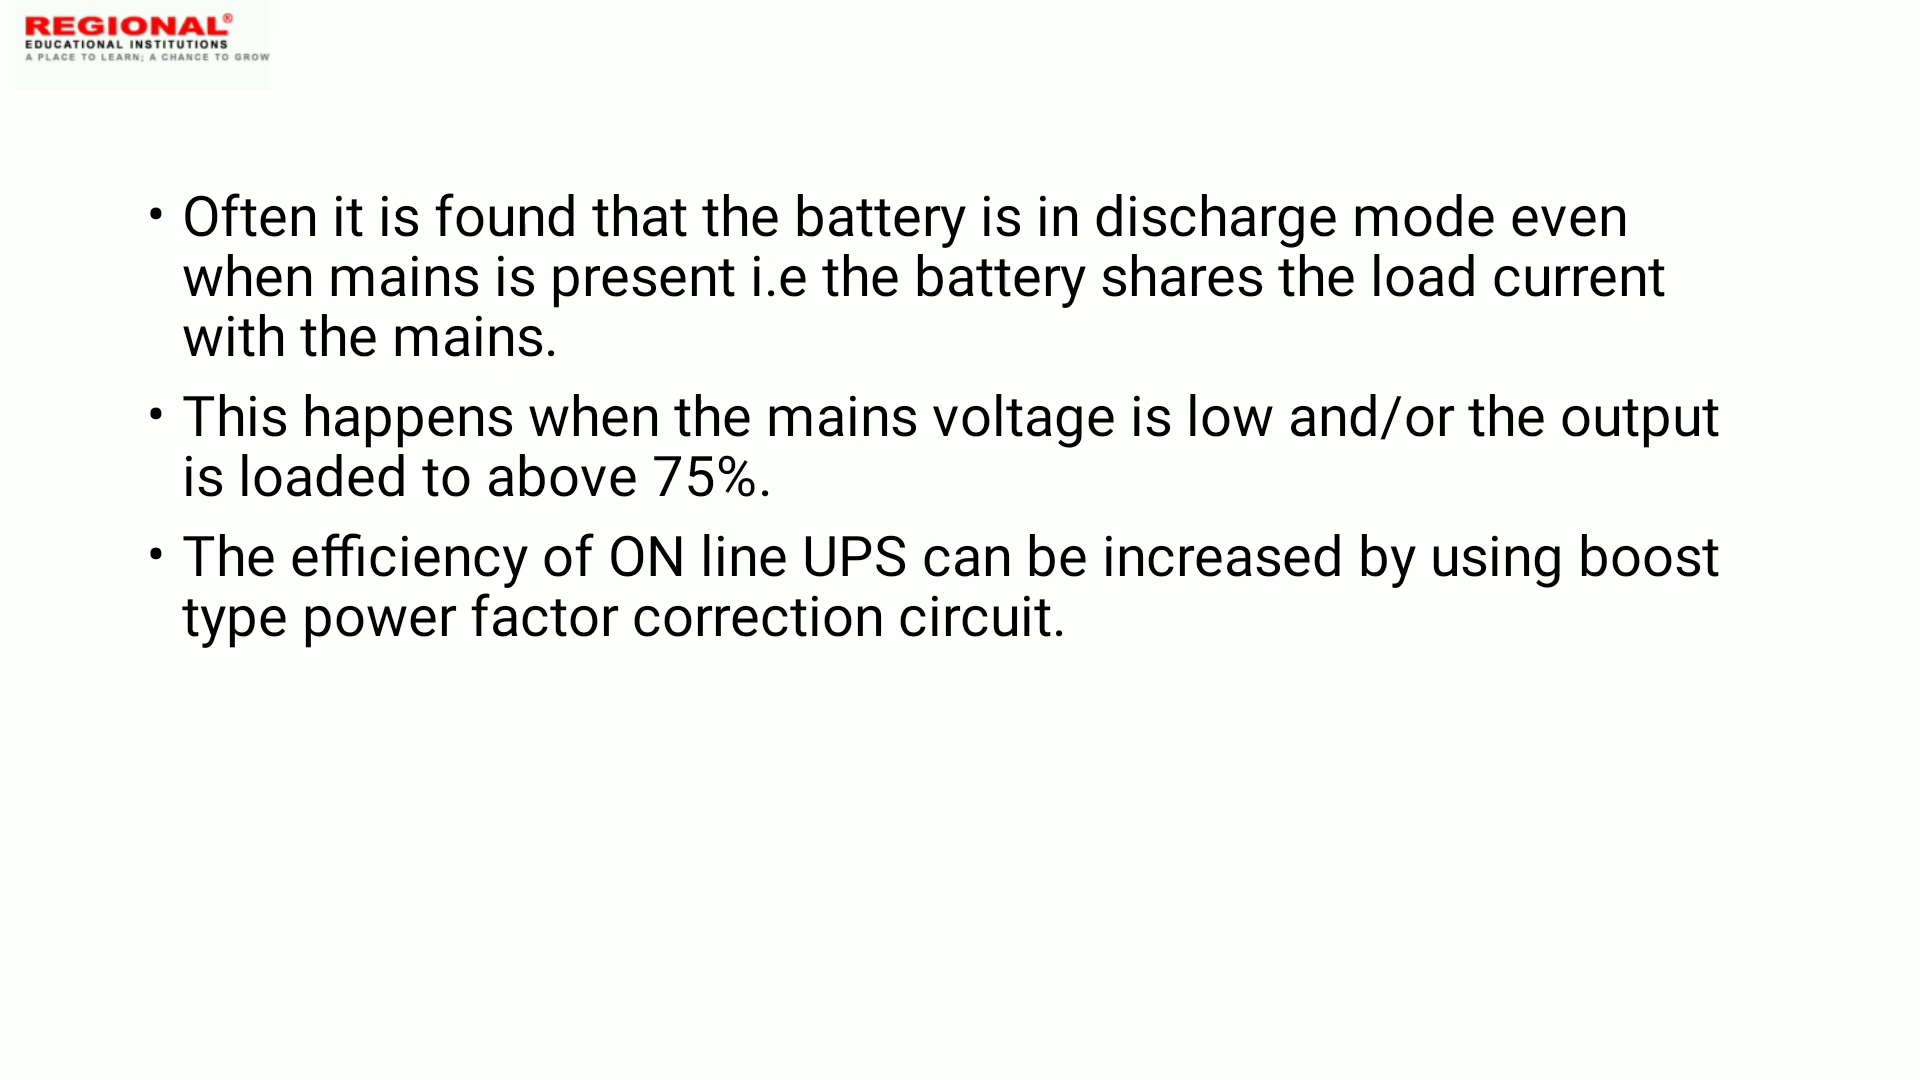 REGIONAL®
EDUCATIONAL INSTITUTIONS
A PLACE TO LEARN; A CHANCE TO GROW
• Often it is found that the battery is in discharge mode even
when mains is present i.e the battery shares the load current
with the mains.
• This happens when the mains voltage is low and/or the output
is loaded to above 75%.
• The efficiency of ON line UPS can be increased by using boost
type power factor correction circuit.